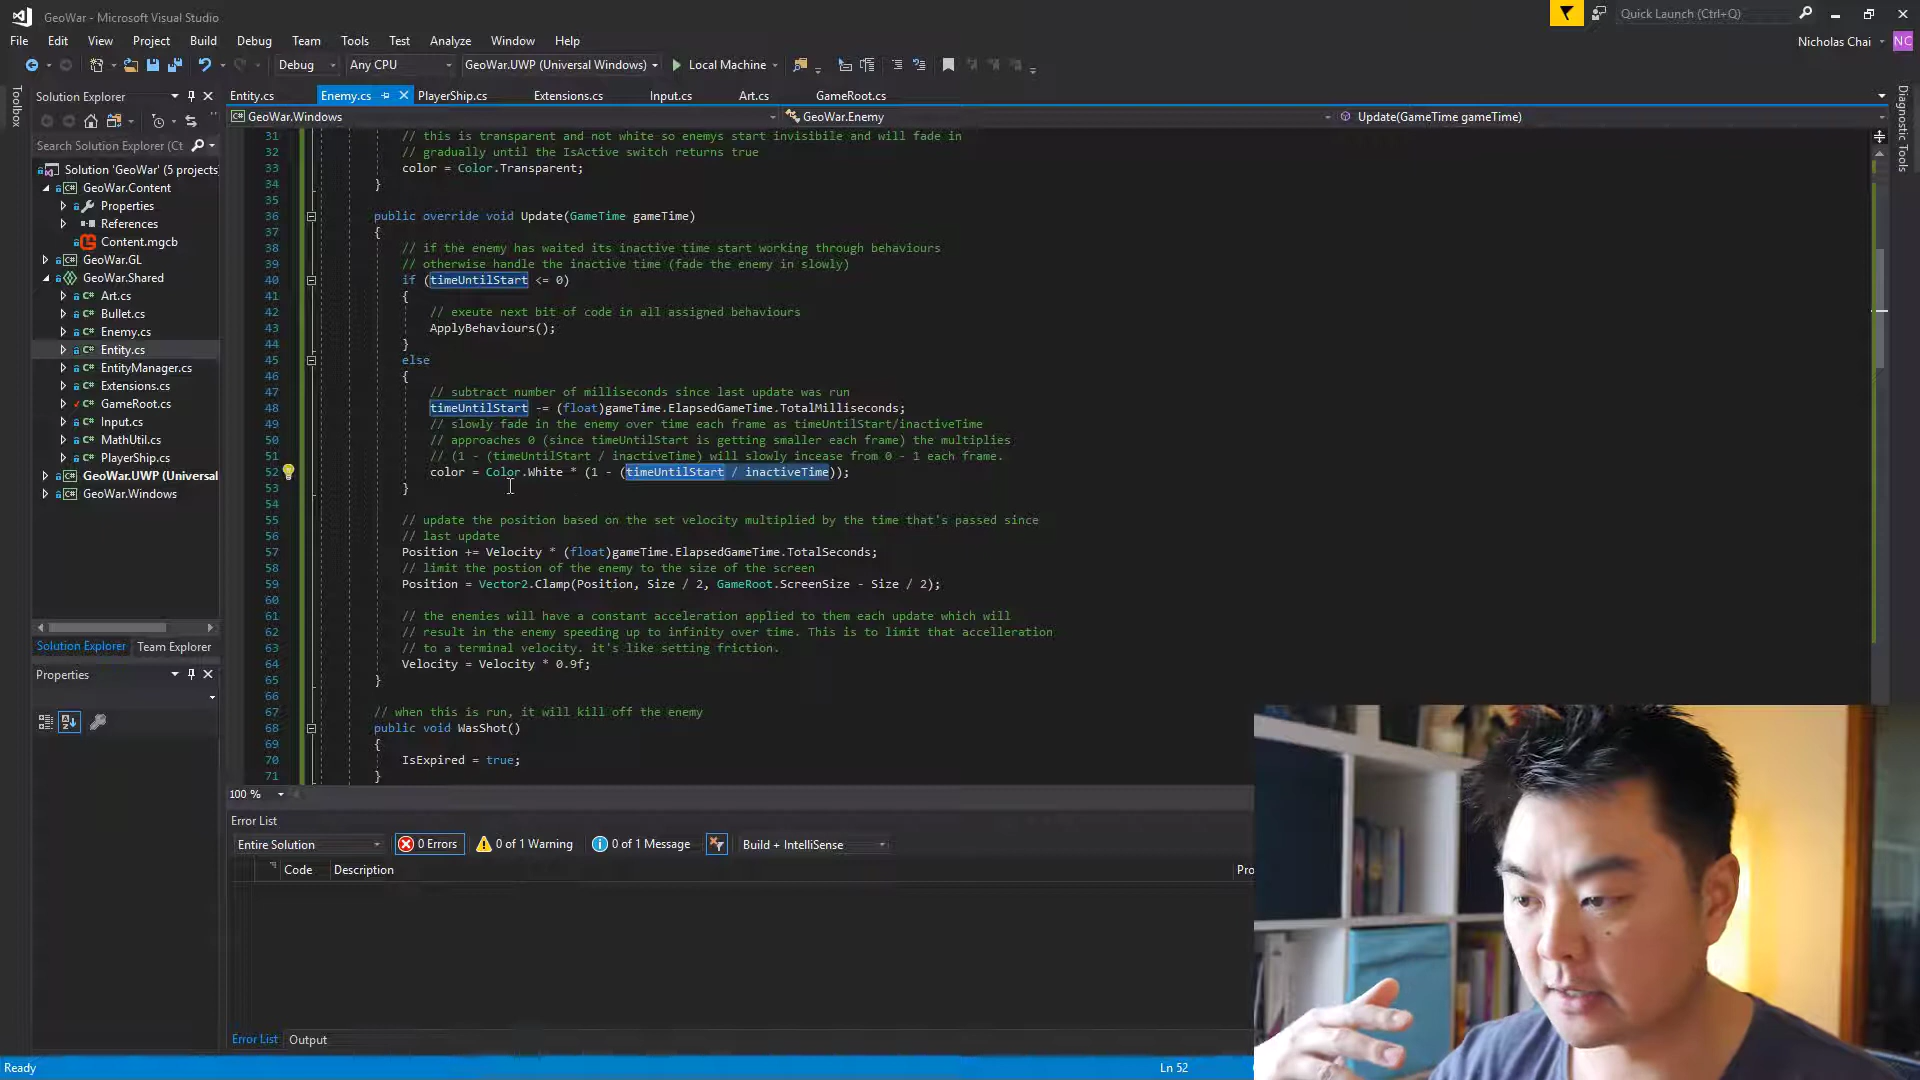 GeoWar - Microsoft Visual Studio
Quick Launch (Ctrl+Q)
File Edit View Project Build Debug Team Tools Test Analyze Window Help
Nicholas Chai NC
Debug Any CPU GeoWar.UWP (Universal Windows) Local Machine
Toolbox
Solution Explorer
Entity.cs Enemy.cs PlayerShip.cs Extensions.cs Input.cs Art.cs GameRoot.cs
Diagnostic Tools
GeoWar.Windows GeoWar.Enemy Update(GameTime gameTime)
Search Solution Explorer (Ct
Solution 'GeoWar' (5 projects)
GeoWar.Content
Properties
References
Content.mgcb
GeoWar.GL
GeoWar.Shared
Art.cs
Bullet.cs
Enemy.cs
Entity.cs
EntityManager.cs
Extensions.cs
GameRoot.cs
Input.cs
MathUtil.cs
PlayerShip.cs
GeoWar.UWP (Universal
GeoWar.Windows
Solution Explorer Team Explorer
Properties
31 // this is transparent and not white so enemys start invisibile and will fade in
32 // gradually until the IsActive switch returns true
33 color = Color.Transparent;
34 }
35
36 public override void Update(GameTime gameTime)
37 {
38 // if the enemy has waited its inactive time start working through behaviours
39 // otherwise handle the inactive time (fade the enemy in slowly)
40 if (timeUntilStart <= 0)
41 {
42 // exeute next bit of code in all assigned behaviours
43 ApplyBehaviours();
44 }
45 else
46 {
47 // subtract number of milliseconds since last update was run
48 timeUntilStart -= (float)gameTime.ElapsedGameTime.TotalMilliseconds;
49 // slowly fade in the enemy over time each frame as timeUntilStart/inactiveTime
50 // approaches 0 (since timeUntilStart is getting smaller each frame) the multiplies
51 // (1 - (timeUntilStart / inactiveTime) will slowly increase from 0 - 1 each frame.
52 color = Color.White * (1 - (timeUntilStart / inactiveTime));
53 }
54
55 // update the position based on the set velocity multiplied by the time that's passed since
56 // last update
57 Position += Velocity * (float)gameTime.ElapsedGameTime.TotalSeconds;
58 // limit the postion of the enemy to the size of the screen
59 Position = Vector2.Clamp(Position, Size / 2, GameRoot.ScreenSize - Size / 2);
60
61 // the enemies will have a constant acceleration applied to them each update which will
62 // result in the enemy speeding up to infinity over time. This is to limit that accelleration
63 // to a terminal velocity. it's like setting friction.
64 Velocity = Velocity * 0.9f;
65 }
66
67 // when this is run, it will kill off the enemy
68 public void WasShot()
69 {
70 IsExpired = true;
71 }
100 %
Error List
Entire Solution 0 Errors 0 of 1 Warning 0 of 1 Message Build + IntelliSense
Code Description Pro
Error List Output
Ready Ln 52